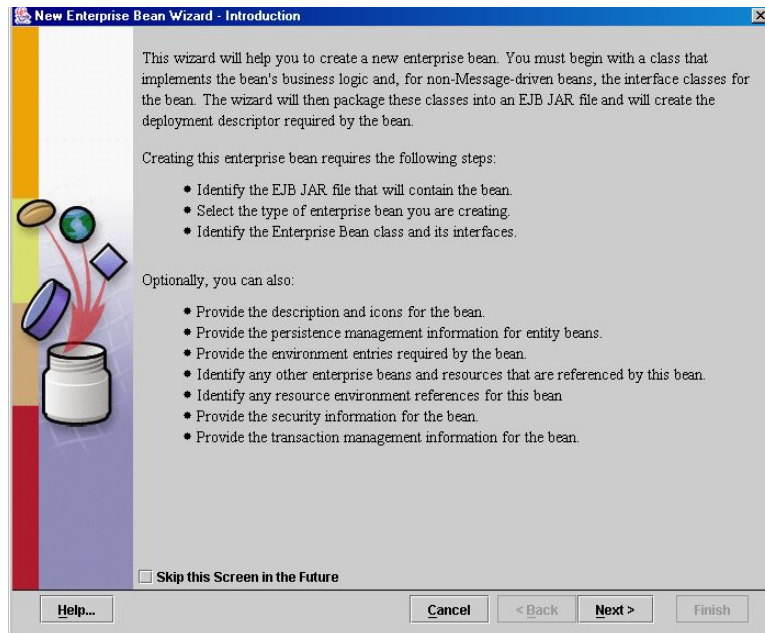 New Enterprise Bean Wizard - Introduction
This wizard will help you to create a new enterprise bean. You must begin with a class that
implements the bean's business logic and, for non-Message-driven beans, the interface classes for
the bean. The wizard will then package these classes into an EJB JAR file and will create the
deployment descriptor required by the bean.
Creating this enterprise bean requires the following steps:
• Identify the EJB JAR file that will contain the bean.
• Select the type of enterprise bean you are creating.
• Identify the Enterprise Bean class and its interfaces.
Optionally, you can also:
• Provide the description and icons for the bean.
• Provide the persistence management information for entity beans.
• Provide the environment entries required by the bean.
• Identify any other enterprise beans and resources that are referenced by this bean.
• Identify any resource environment references for this bean
• Provide the security information for the bean.
• Provide the transaction management information for the bean.
Skip this Screen in the Future
Help... Cancel < Back Next > Finish